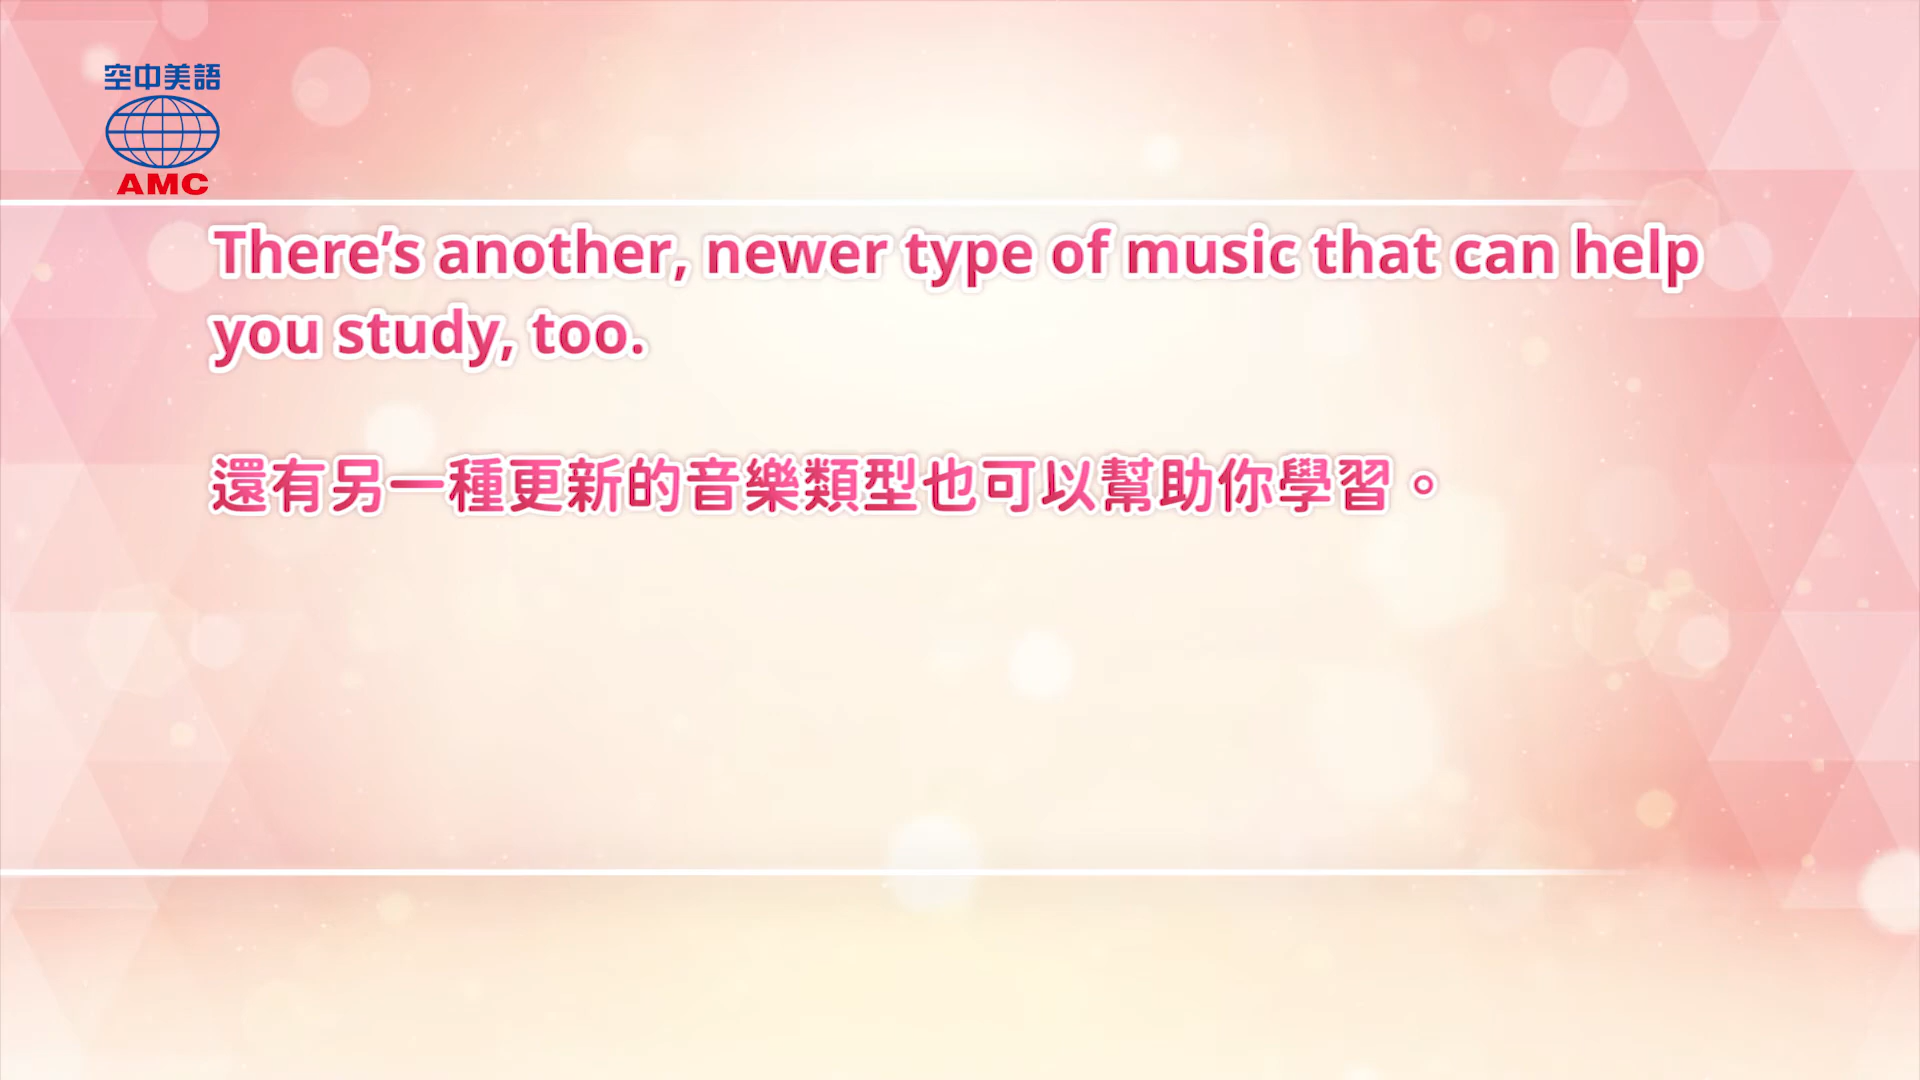 空中美語
AMC
There’s another, newer type of music that can help
you study, too.
還有另一種更新的音樂類型也可以幫助你學習。